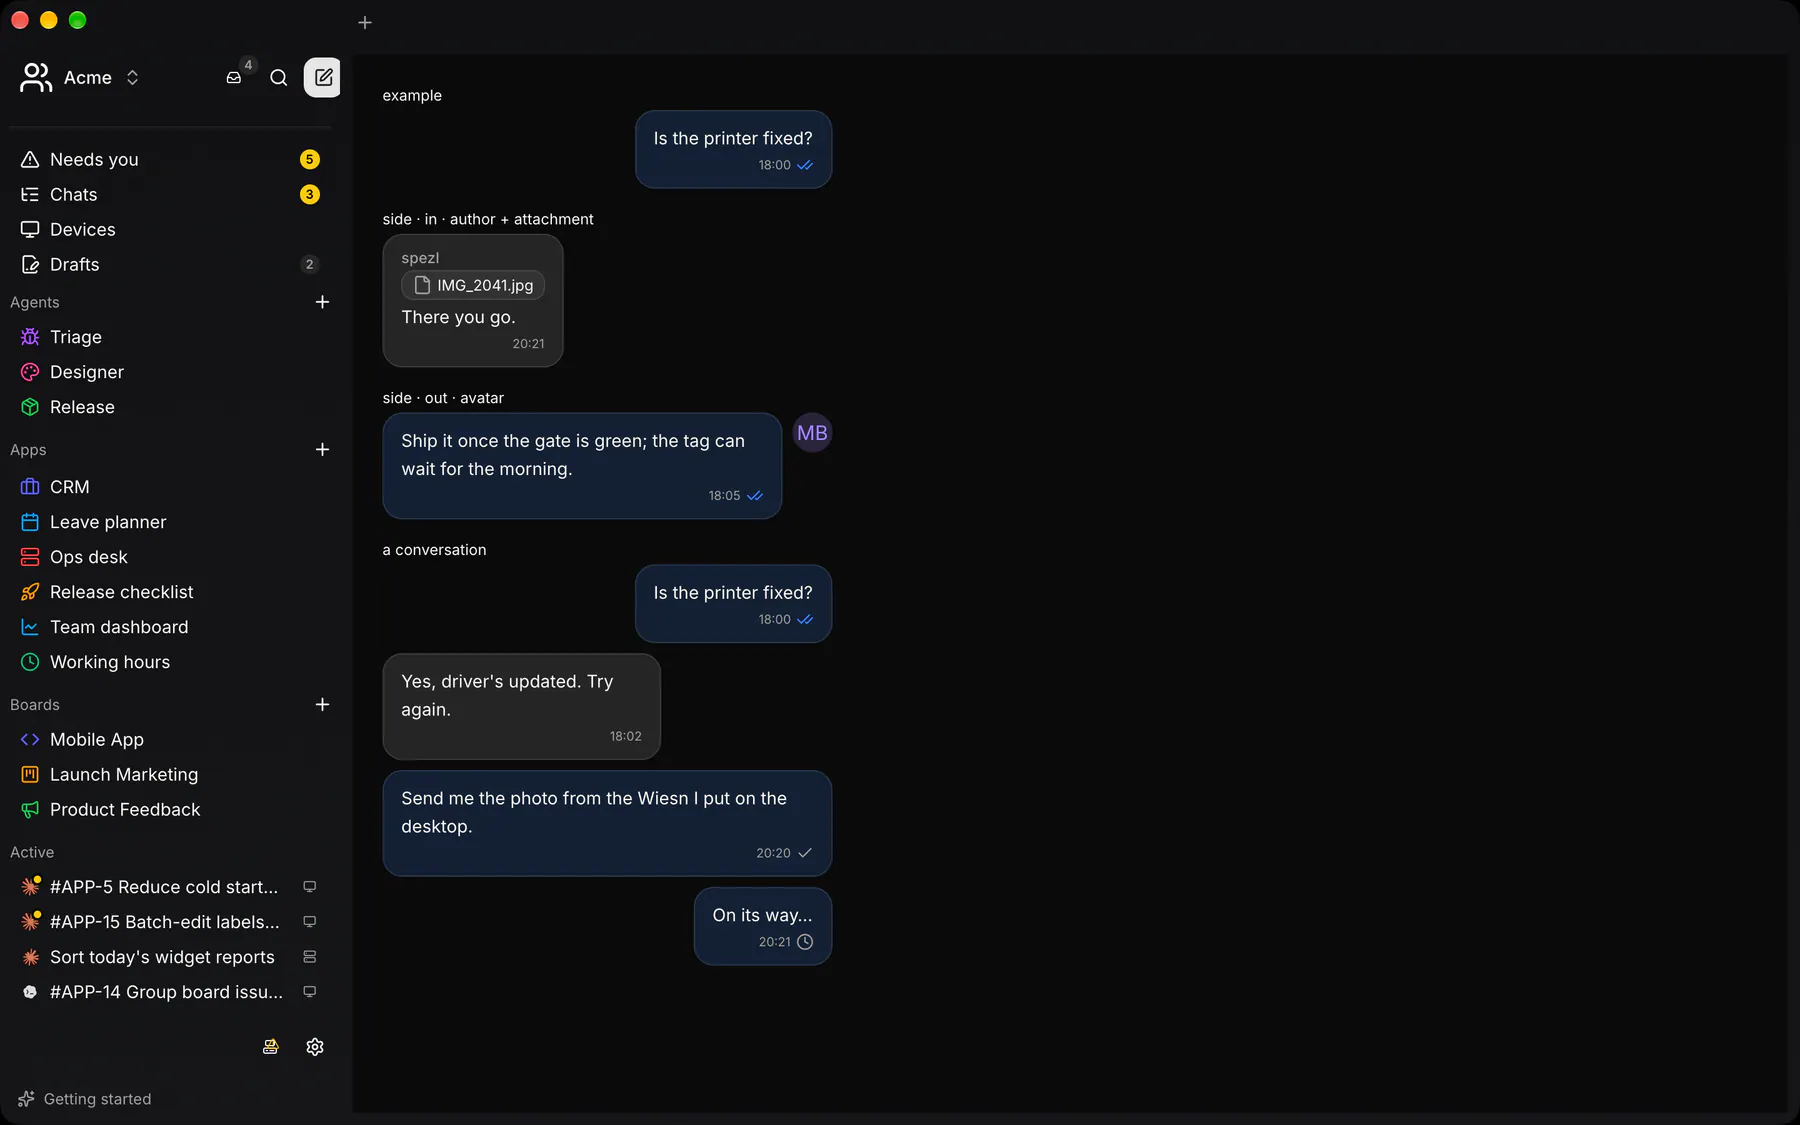 Acme
4
Needs you
5
Chats
3
Devices
Drafts
2
Agents
Triage
Designer
Release
Apps
CRM
Leave planner
Ops desk
Release checklist
Team dashboard
Working hours
Boards
Mobile App
Launch Marketing
Product Feedback
Active
#APP-5 Reduce cold start...
#APP-15 Batch-edit labels...
Sort today's widget reports
#APP-14 Group board issu...
Getting started
example
Is the printer fixed?
18:00
side · in · author + attachment
spezl
IMG_2041.jpg
There you go.
20:21
side · out · avatar
Ship it once the gate is green; the tag can
wait for the morning.
18:05
MB
a conversation
Is the printer fixed?
18:00
Yes, driver's updated. Try
again.
18:02
Send me the photo from the Wiesn I put on the
desktop.
20:20
On its way...
20:21